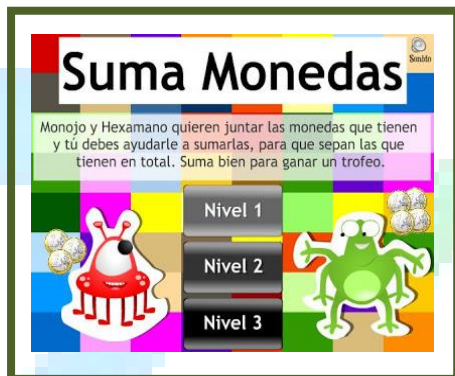 Suma Monedas
Sonido
Monojo y Hexamano quieren juntar las monedas que tienen
y tú debes ayudarle a sumarlas, para que sepan las que
tienen en total. Suma bien para ganar un trofeo.
Nivel 1
Nivel 2
Nivel 3